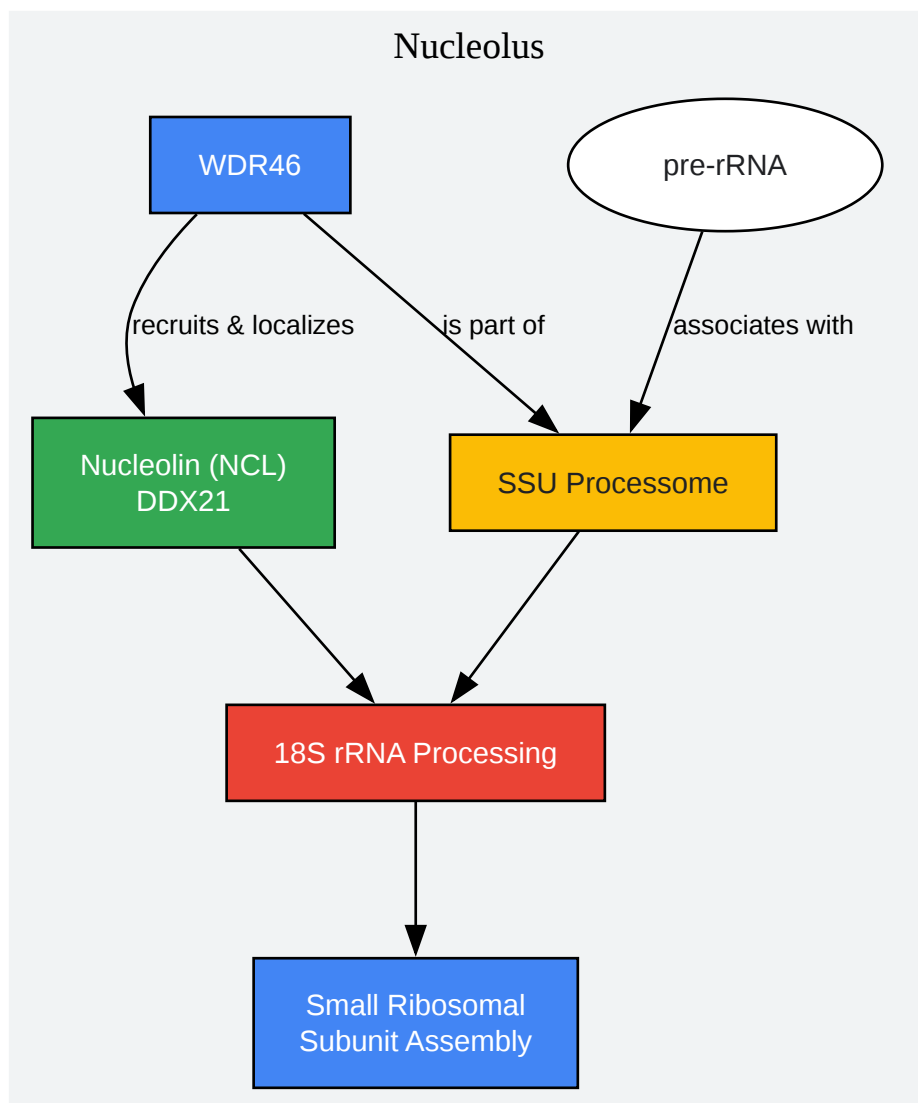 Nucleolus
WDR46
pre-rRNA
recruits & localizes
is part of
associates with
Nucleolin (NCL)
DDX21
SSU Processome
18S rRNA Processing
Small Ribosomal
Subunit Assembly